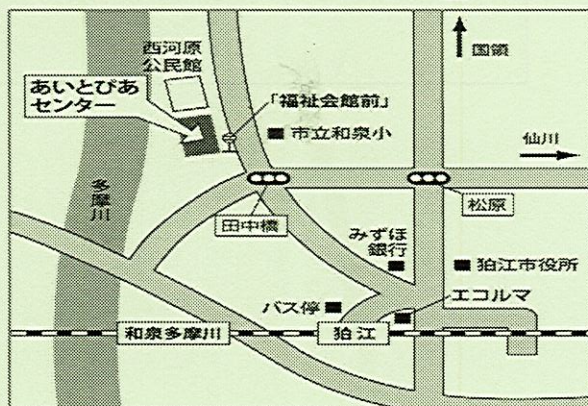 西河原
公民館
国領
あいとぴあ
センター
「福祉会館前」
市立和泉小
仙川
多摩川
田中橋
松原
みずほ
銀行
狛江市役所
バス停
エコルマ
和泉多摩川
狛江